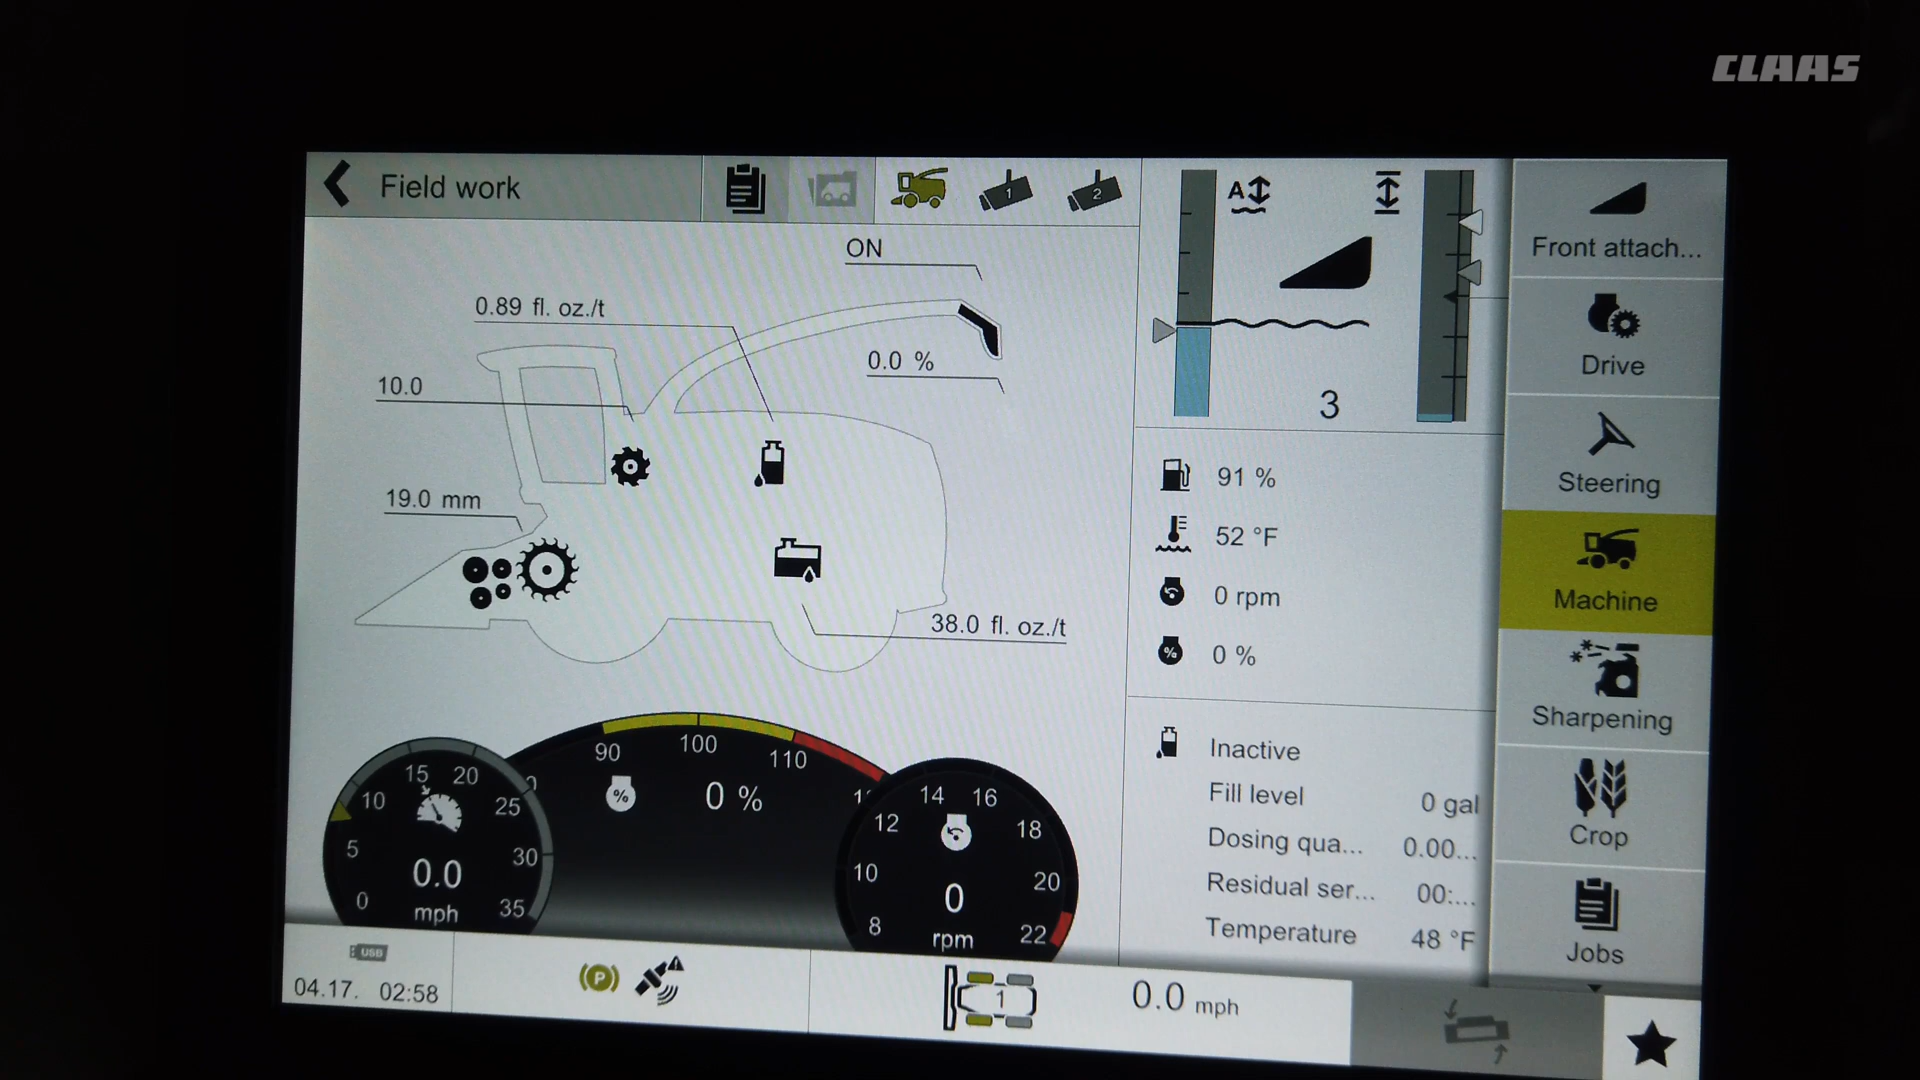 CLAAS
Field work
1
2
A
Front attach...
ON
0.89 fl. oz./t
0.0 %
10.0
19.0 mm
38.0 fl. oz./t
3
Drive
Steering
91 %
52 °F
0 rpm
%
0 %
Machine
Sharpening
Crop
Jobs
Inactive
Fill level 0 gal
Dosing qua... 0.00...
Residual ser... 00:...
Temperature 48 °F
90 100 110
%
0 %
0 5 10 15 20 25 30 35
0.0
mph
8 10 12 14 16 18 20 22
0
rpm
USB
04.17. 02:58
P
1
0.0 mph